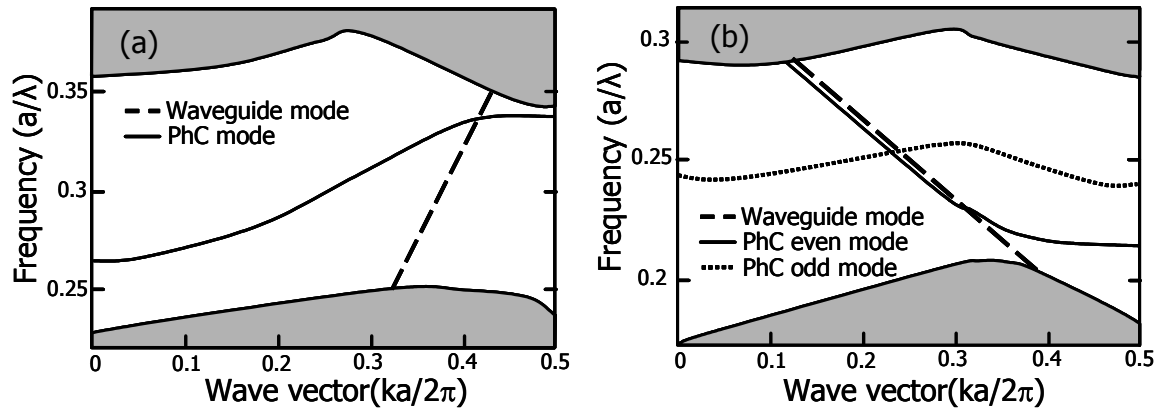 (a)
Frequency (a/λ)
0.35
0.3
0.25
Waveguide mode
PhC mode
0 0.1 0.2 0.3 0.4 0.5
Wave vector(ka/2π)
(b)
Frequency (a/λ)
0.3
0.25
0.2
Waveguide mode
PhC even mode
PhC odd mode
0 0.1 0.2 0.3 0.4 0.5
Wave vector(ka/2π)